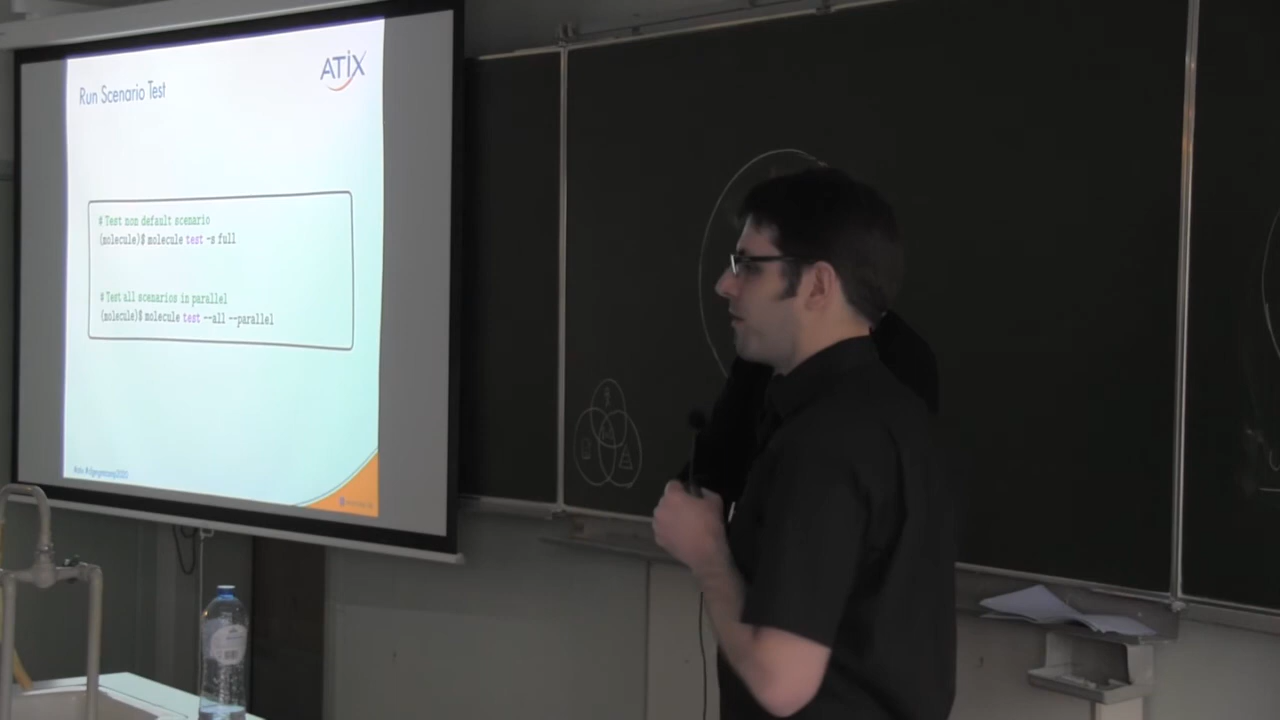 ATIX
Run Scenario Test
# Test non default scenario
(molecule)$ molecule test -s full
# Test all scenarios in parallel
(molecule)$ molecule test --all --parallel